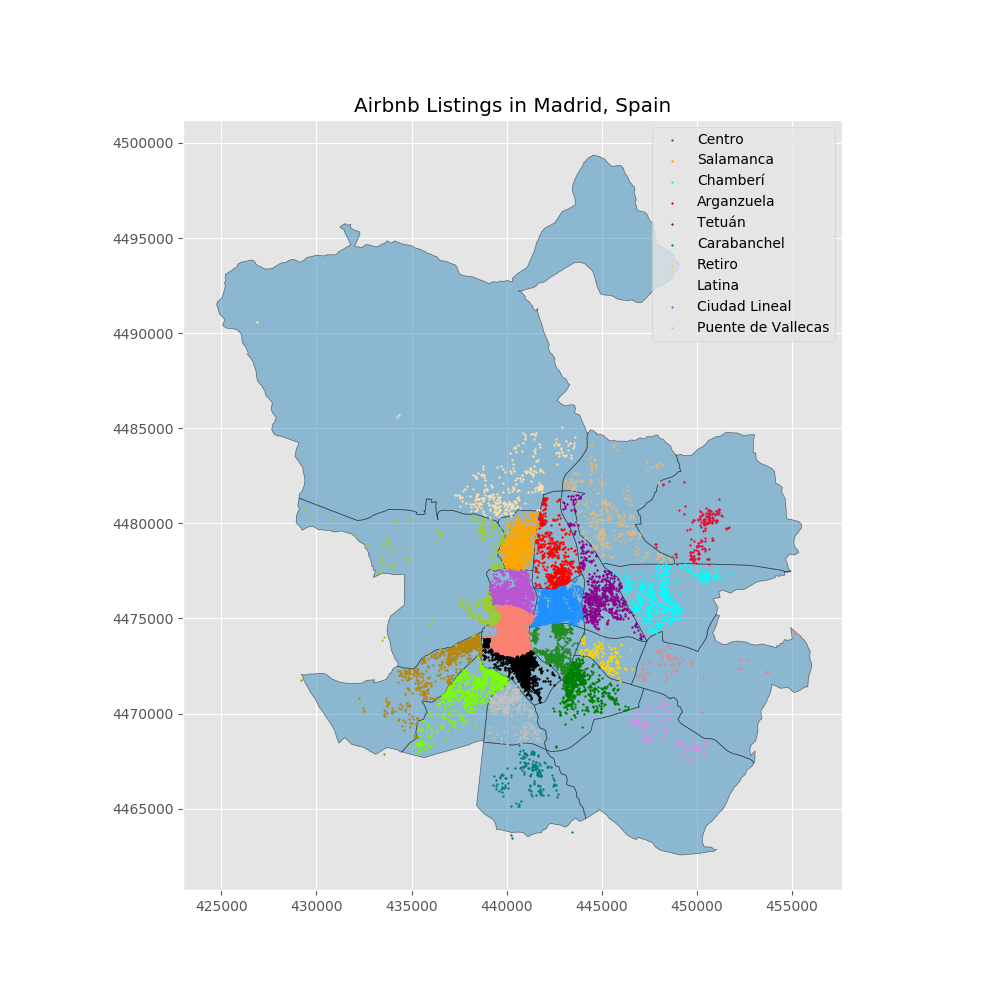 Airbnb Listings in Madrid, Spain
Centro
Salamanca
Chamberí
Arganzuela
Tetuán
Carabanchel
Retiro
Latina
Ciudad Lineal
Puente de Vallecas
4500000
4495000
4490000
4485000
4480000
4475000
4470000
4465000
425000 430000 435000 440000 445000 450000 455000